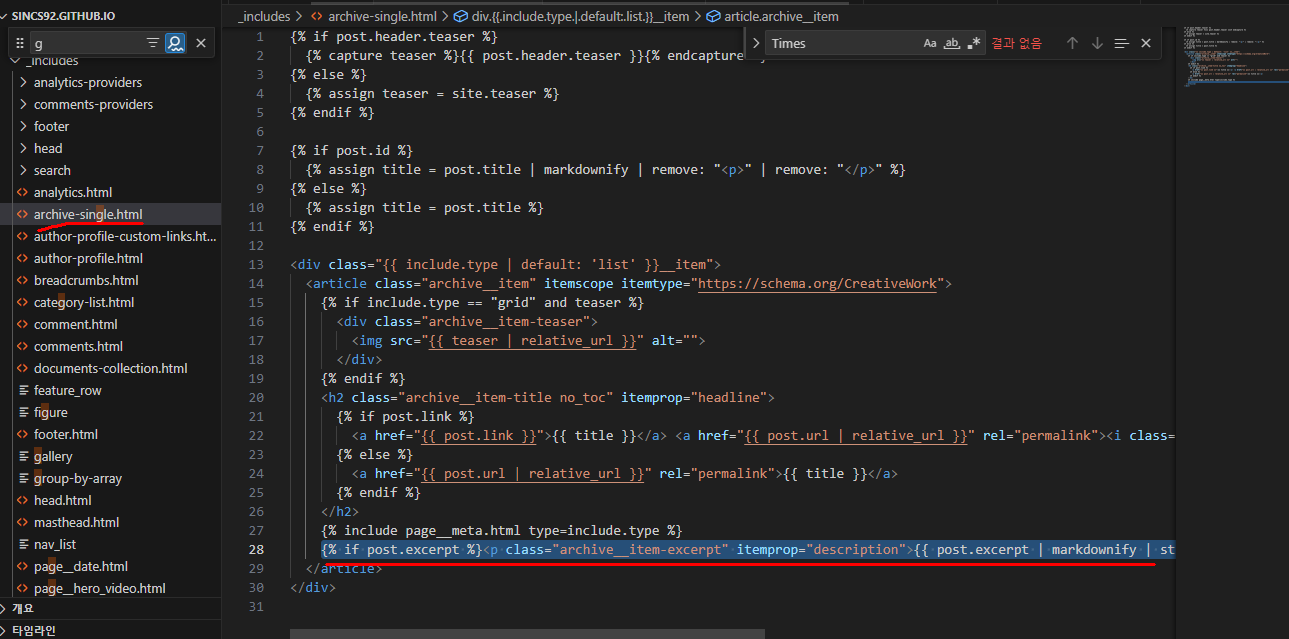 SINCS92.GITHUB.IO
g
_includes
analytics-providers
comments-providers
footer
head
search
analytics.html
archive-single.html
author-profile-custom-links.ht...
author-profile.html
breadcrumbs.html
category-list.html
comment.html
comments.html
documents-collection.html
feature_row
figure
footer.html
gallery
group-by-array
head.html
masthead.html
nav_list
page__date.html
page__hero_video.html
개요
타임라인
_includes > <> archive-single.html > div.{{.include.type.|.default:.list.}}__item > article.archive__item
Times
Aa ab .* 결과 없음
1 {% if post.header.teaser %}
2 {% capture teaser %}{{ post.header.teaser }}{% endcapture
3 {% else %}
4 {% assign teaser = site.teaser %}
5 {% endif %}
6
7 {% if post.id %}
8 {% assign title = post.title | markdownify | remove: "<p>" | remove: "</p>" %}
9 {% else %}
10 {% assign title = post.title %}
11 {% endif %}
12
13 <div class="{{ include.type | default: 'list' }}__item">
14 <article class="archive__item" itemscope itemtype="https://schema.org/CreativeWork">
15 {% if include.type == "grid" and teaser %}
16 <div class="archive__item-teaser">
17 <img src="{{ teaser | relative_url }}" alt="">
18 </div>
19 {% endif %}
20 <h2 class="archive__item-title no_toc" itemprop="headline">
21 {% if post.link %}
22 <a href="{{ post.link }}">{{ title }}</a> <a href="{{ post.url | relative_url }}" rel="permalink"><i class=
23 {% else %}
24 <a href="{{ post.url | relative_url }}" rel="permalink">{{ title }}</a>
25 {% endif %}
26 </h2>
27 {% include page__meta.html type=include.type %}
28 {% if post.excerpt %}<p class="archive__item-excerpt" itemprop="description">{{ post.excerpt | markdownify | st
29 </article>
30 </div>
31